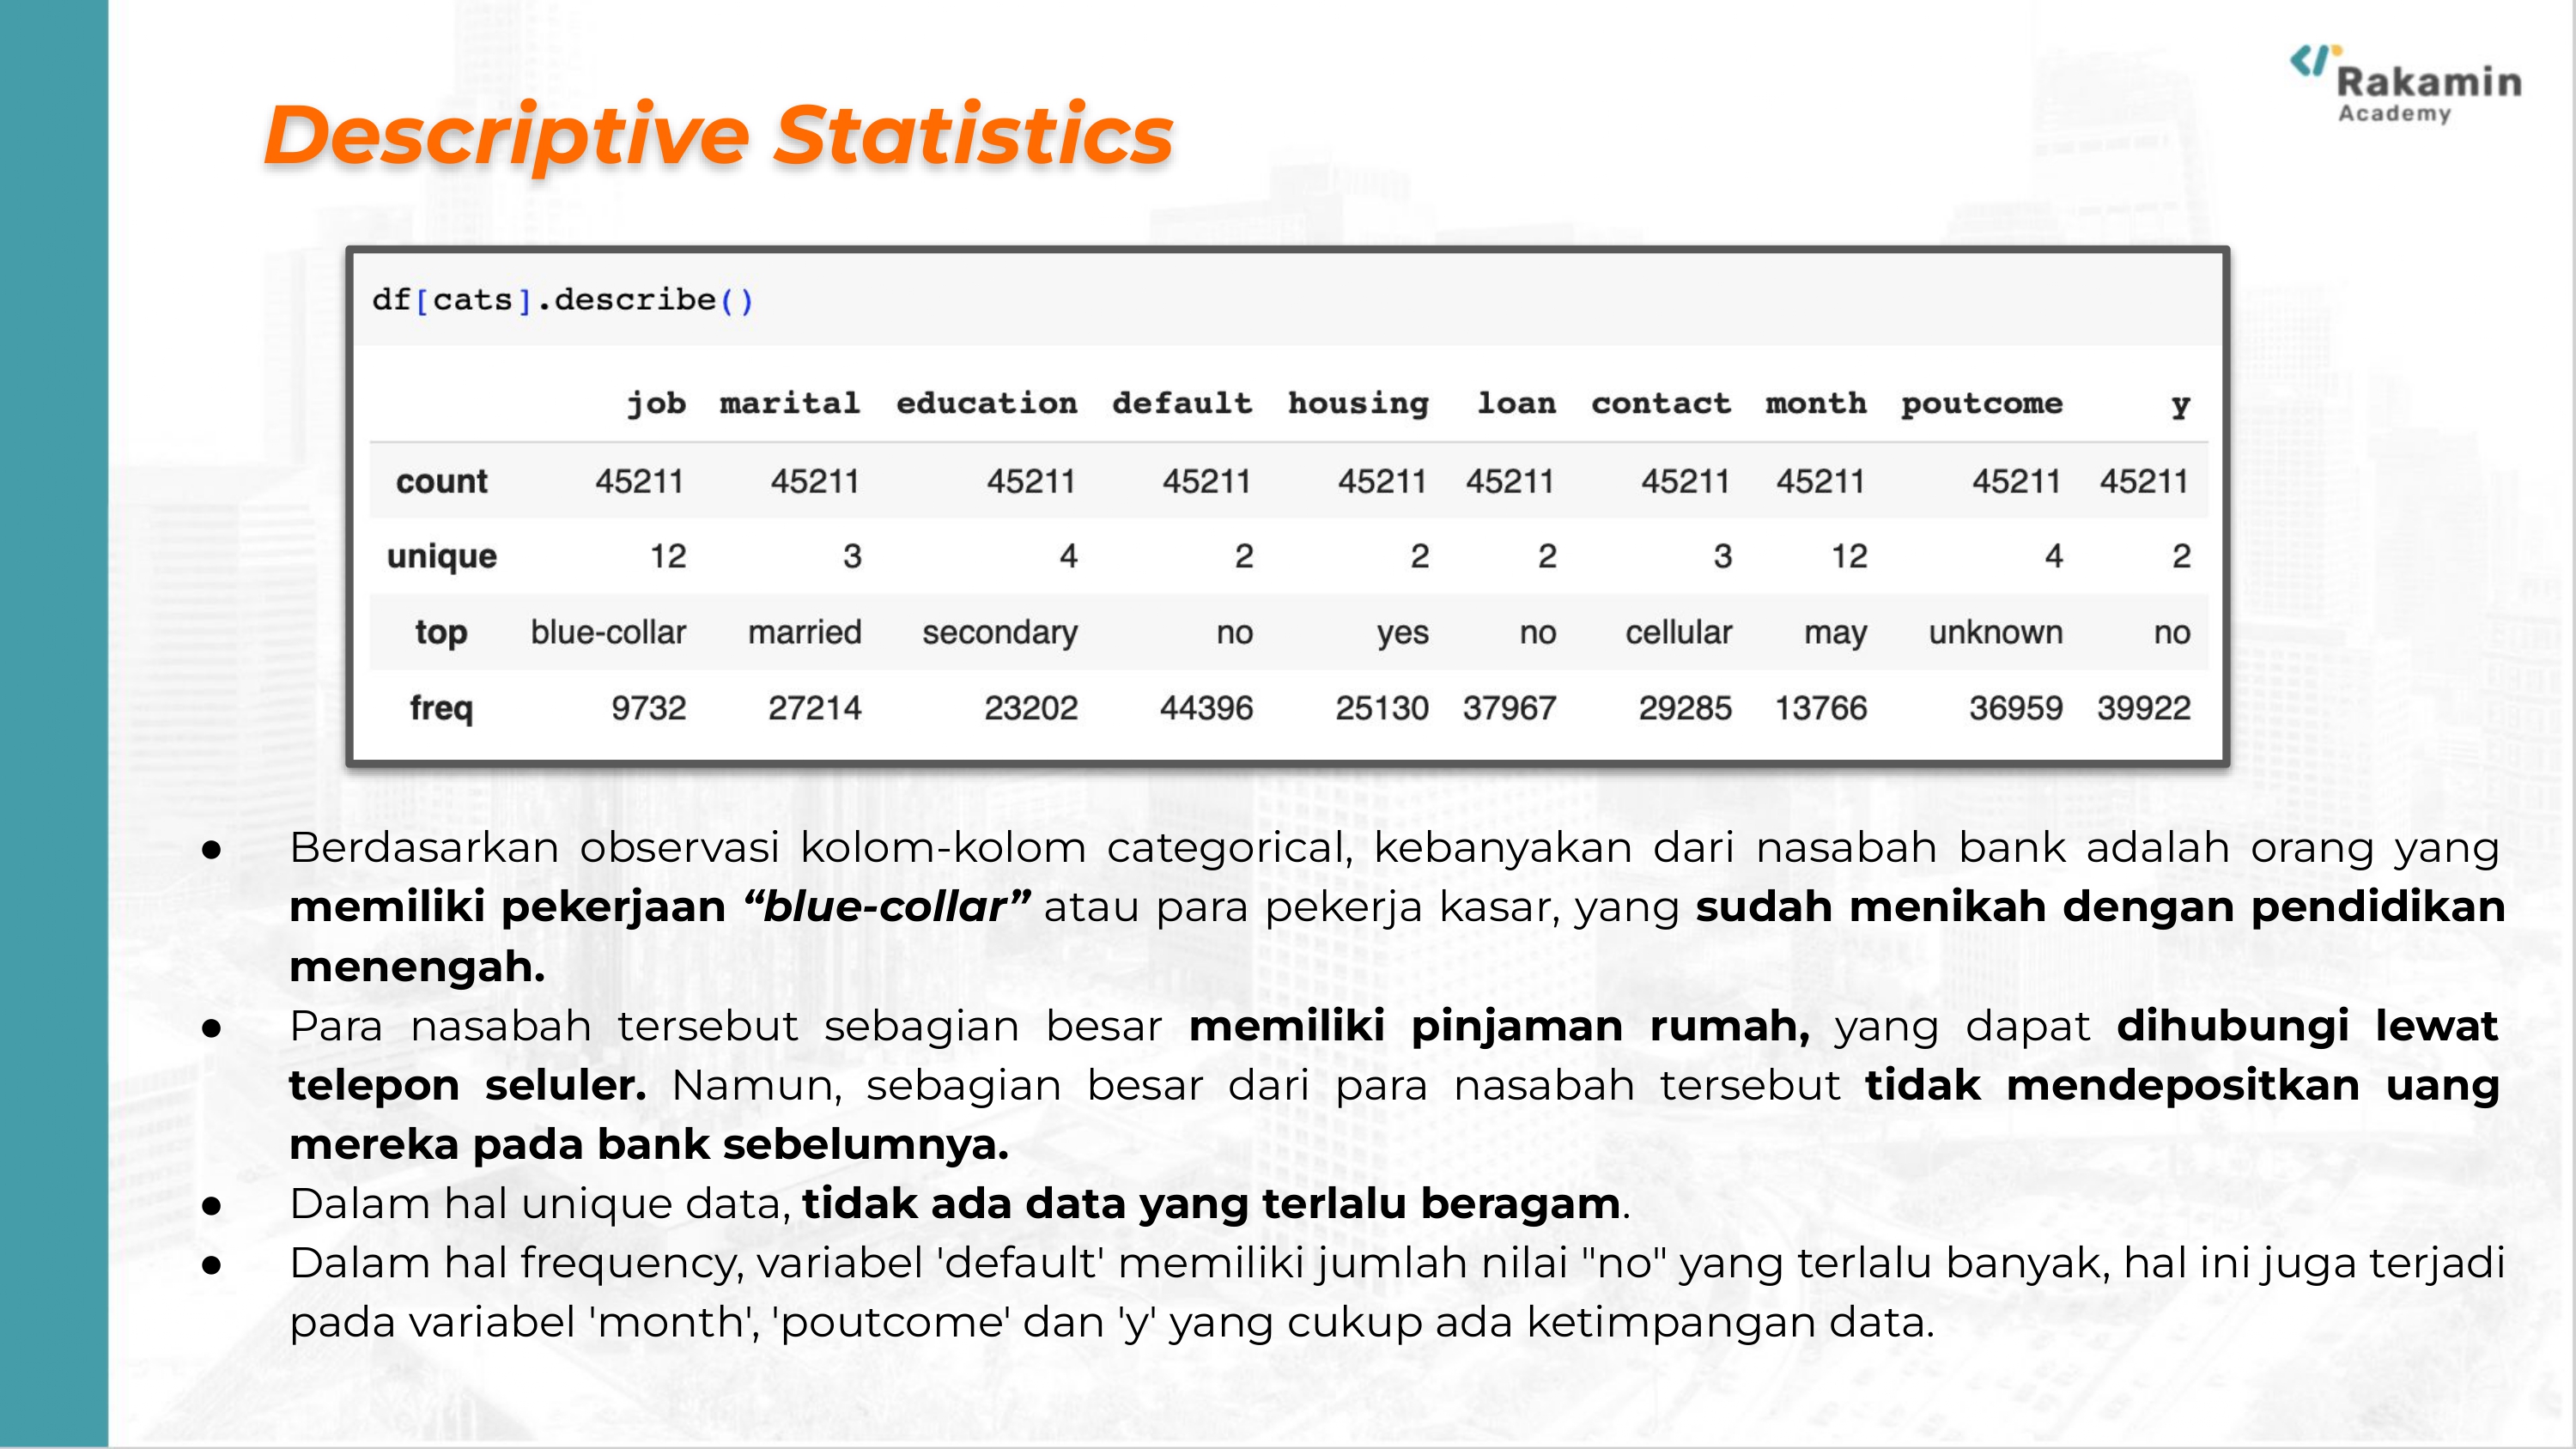 Rakamin
Academy
Descriptive Statistics
df[cats].describe()
job marital education default housing loan contact month poutcome y
count 45211 45211 45211 45211 45211 45211 45211 45211 45211 45211
unique 12 3 4 2 2 2 3 12 4 2
top blue-collar married secondary no yes no cellular may unknown no
freq 9732 27214 23202 44396 25130 37967 29285 13766 36959 39922
● Berdasarkan observasi kolom-kolom categorical, kebanyakan dari nasabah bank adalah orang yang
memiliki pekerjaan “blue-collar” atau para pekerja kasar, yang sudah menikah dengan pendidikan
menengah.
● Para nasabah tersebut sebagian besar memiliki pinjaman rumah, yang dapat dihubungi lewat
telepon seluler. Namun, sebagian besar dari para nasabah tersebut tidak mendepositkan uang
mereka pada bank sebelumnya.
● Dalam hal unique data, tidak ada data yang terlalu beragam.
● Dalam hal frequency, variabel 'default' memiliki jumlah nilai "no" yang terlalu banyak, hal ini juga terjadi
pada variabel 'month', 'poutcome' dan 'y' yang cukup ada ketimpangan data.